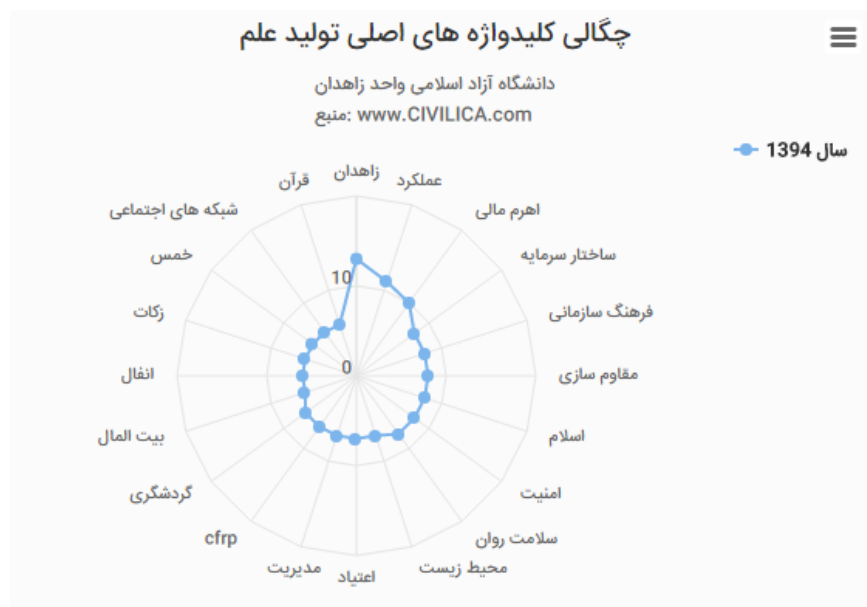 چگالی کلیدواژه های اصلی تولید علم
دانشگاه آزاد اسلامی واحد زاهدان
منبع: www.CIVILICA.com
سال 1394
زاهدان
عملکرد
اهرم مالی
ساختار سرمایه
فرهنگ سازمانی
مقاوم سازی
اسلام
امنیت
سلامت روان
محیط زیست
اعتیاد
مدیریت
cfrp
گردشگری
بیت المال
انفال
زکات
خمس
شبکه های اجتماعی
قرآن
10
0